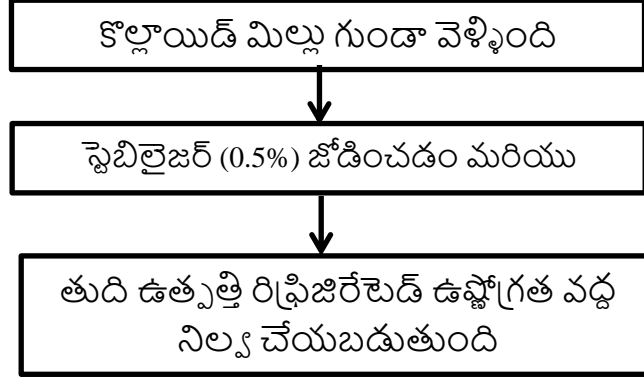 కొల్లాయిడ్ మిల్లు గుండా వెళ్ళింది
స్టెబిలైజర్ (0.5%) జోడించడం మరియు
తుది ఉత్పత్తి రిఫ్రిజిరేటెడ్ ఉష్ణోగ్రత వద్ద
నిల్వ చేయబడుతుంది